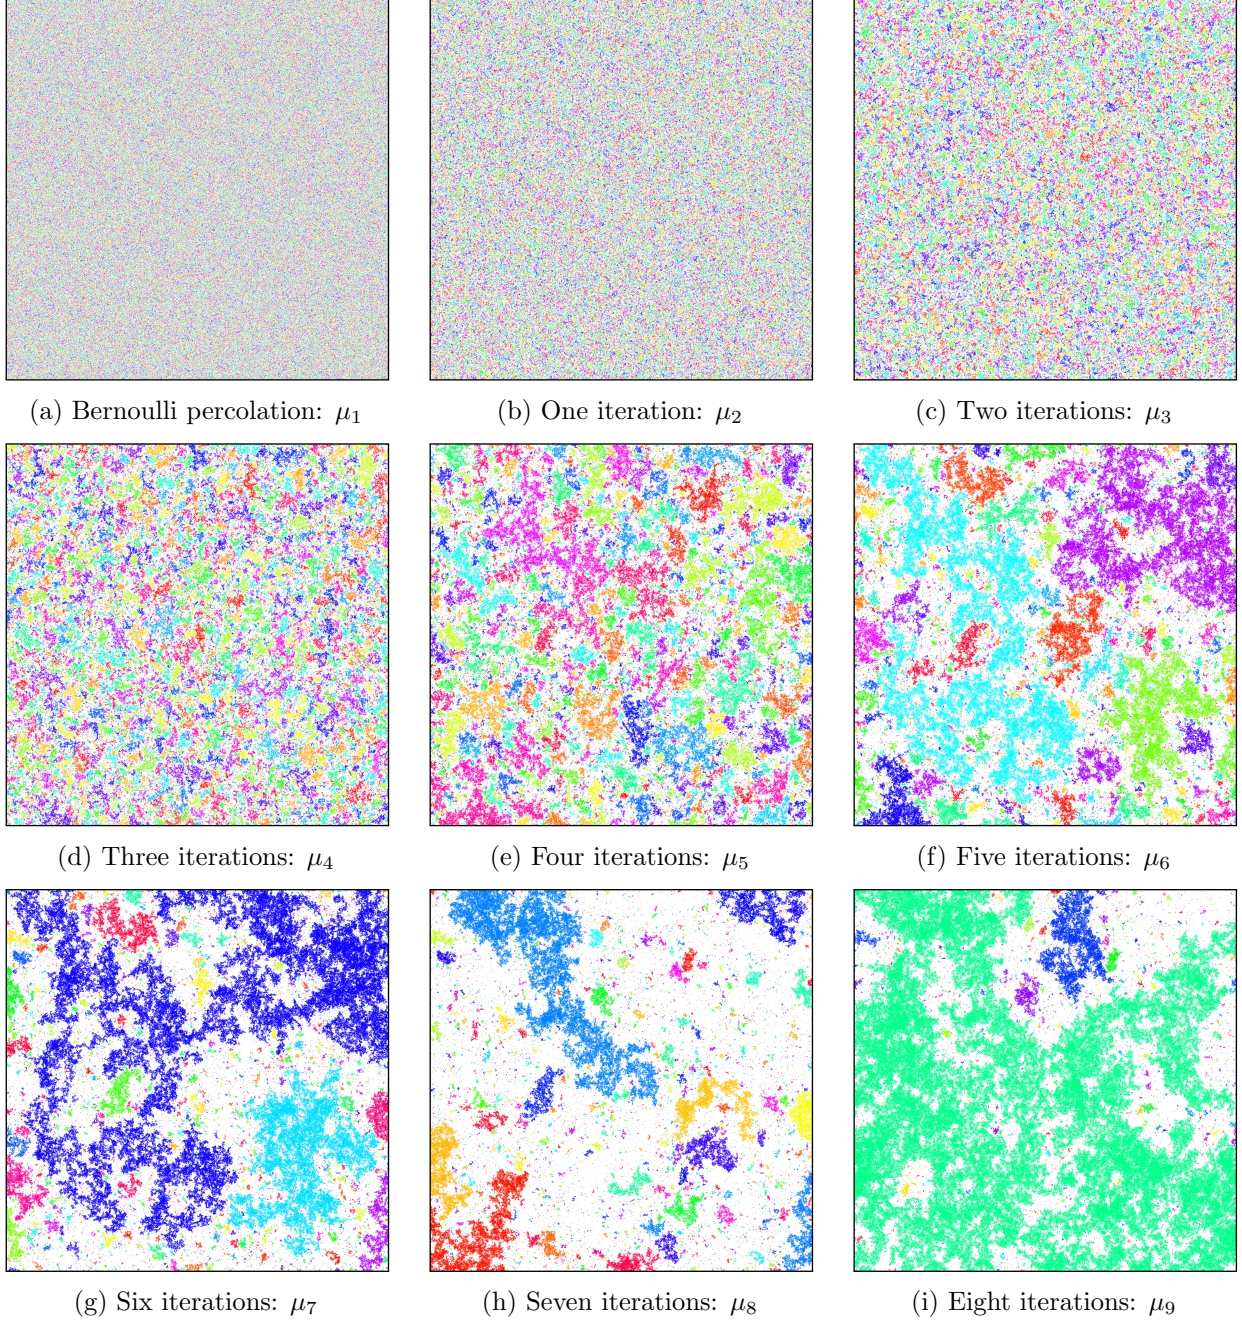 (a) Bernoulli percolation: μ₁
(b) One iteration: μ₂
(c) Two iterations: μ₃
(d) Three iterations: μ₄
(e) Four iterations: μ₅
(f) Five iterations: μ₆
(g) Six iterations: μ₇
(h) Seven iterations: μ₈
(i) Eight iterations: μ₉